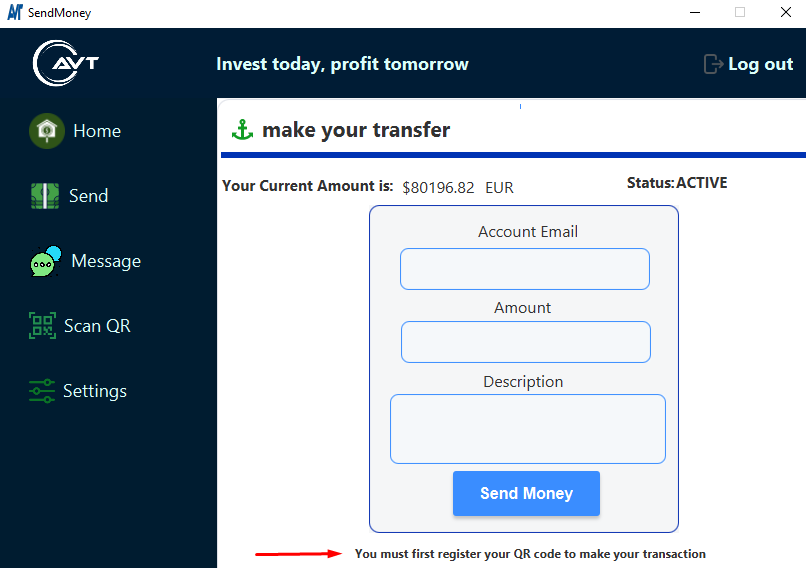 SendMoney
AVT
Invest today, profit tomorrow
Log out
Home
Send
Message
Scan QR
Settings
make your transfer
Your Current Amount is: $80196.82 EUR
Status:ACTIVE
Account Email
Amount
Description
Send Money
You must first register your QR code to make your transaction